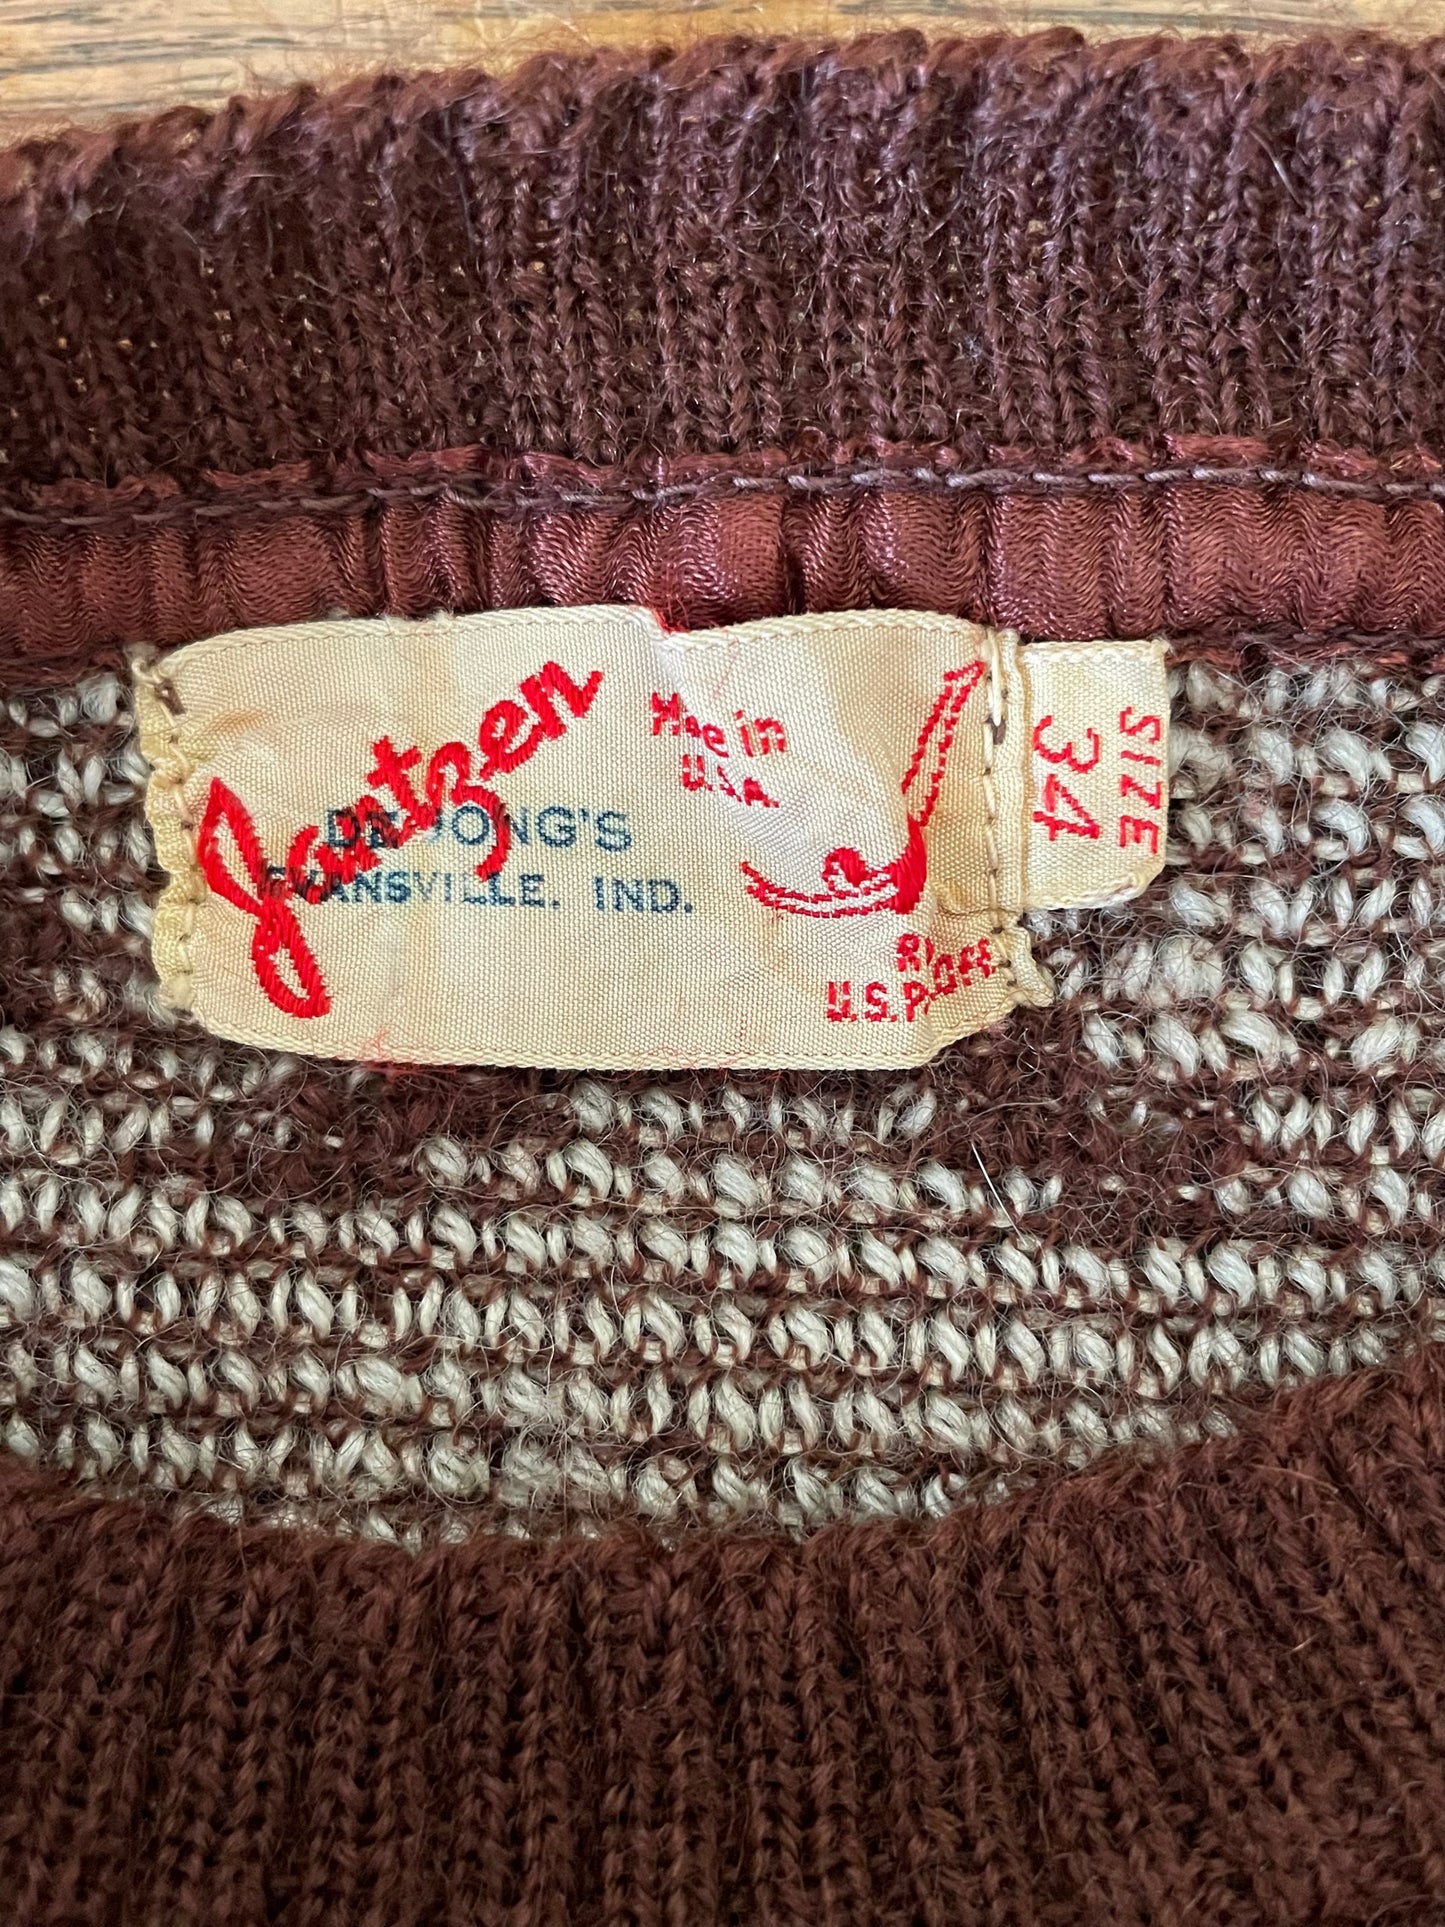 Jantzen
Made in
U.S.A.
DE JONG'S
EVANSVILLE, IND.
U.S. P
OFF.
SIZE
34